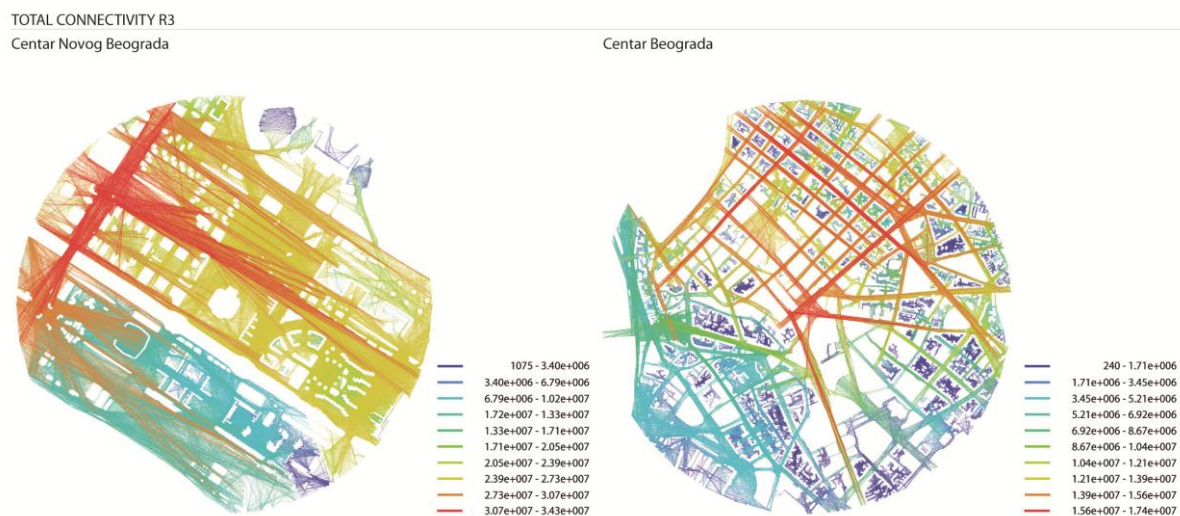 TOTAL CONNECTIVITY R3
Centar Novog Beograda
Centar Beograda
1075 - 3.40e+006
3.40e+006 - 6.79e+006
6.79e+006 - 1.02e+007
1.72e+007 - 1.33e+007
1.33e+007 - 1.71e+007
1.71e+007 - 2.05e+007
2.05e+007 - 2.39e+007
2.39e+007 - 2.73e+007
2.73e+007 - 3.07e+007
3.07e+007 - 3.43e+007
240 - 1.71e+006
1.71e+006 - 3.45e+006
3.45e+006 - 5.21e+006
5.21e+006 - 6.92e+006
6.92e+006 - 8.67e+006
8.67e+006 - 1.04e+007
1.04e+007 - 1.21e+007
1.21e+007 - 1.39e+007
1.39e+007 - 1.56e+007
1.56e+007 - 1.74e+007